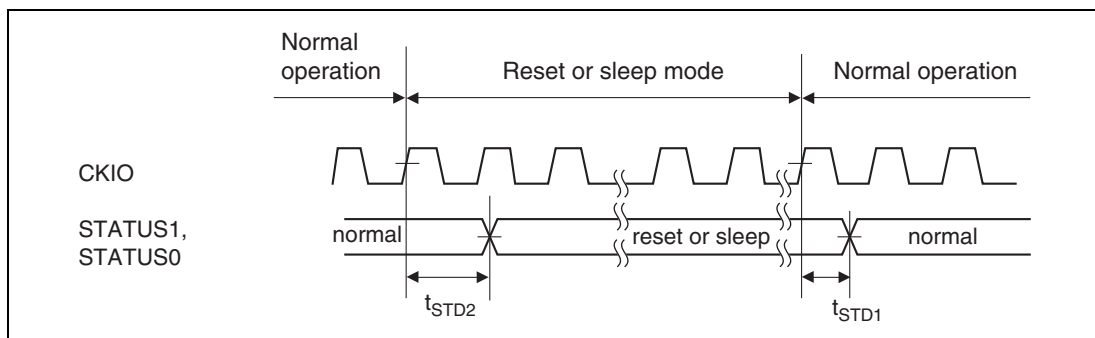 Normal
operation
Reset or sleep mode
Normal operation
CKIO
STATUS1,
STATUS0
normal
reset or sleep
normal
tSTD2
tSTD1